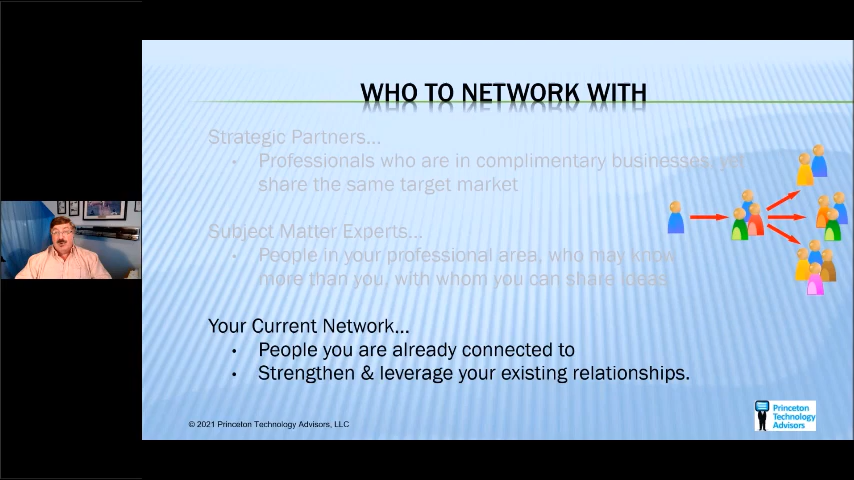 WHO TO NETWORK WITH
Strategic Partners...
• Professionals who are in complimentary businesses, yet
share the same target market
Subject Matter Experts...
• People in your professional area, who may know
more than you, with whom you can share ideas.
Your Current Network...
• People you are already connected to
• Strengthen & leverage your existing relationships.
© 2021 Princeton Technology Advisors, LLC
Princeton
Technology
Advisors